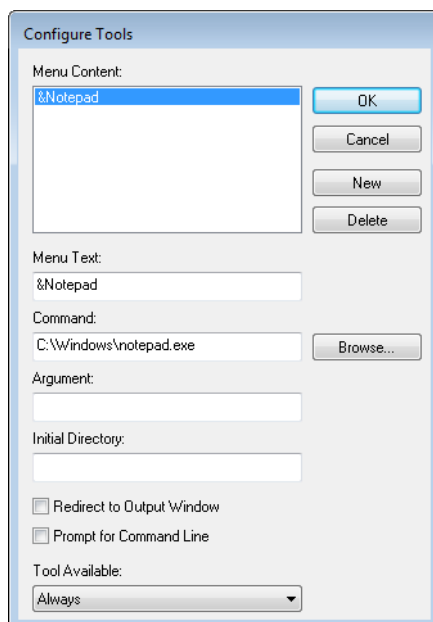 Configure Tools
Menu Content:
&Notepad
OK
Cancel
New
Delete
Menu Text:
&Notepad
Command:
C:\Windows\notepad.exe
Browse...
Argument:
Initial Directory:
Redirect to Output Window
Prompt for Command Line
Tool Available:
Always